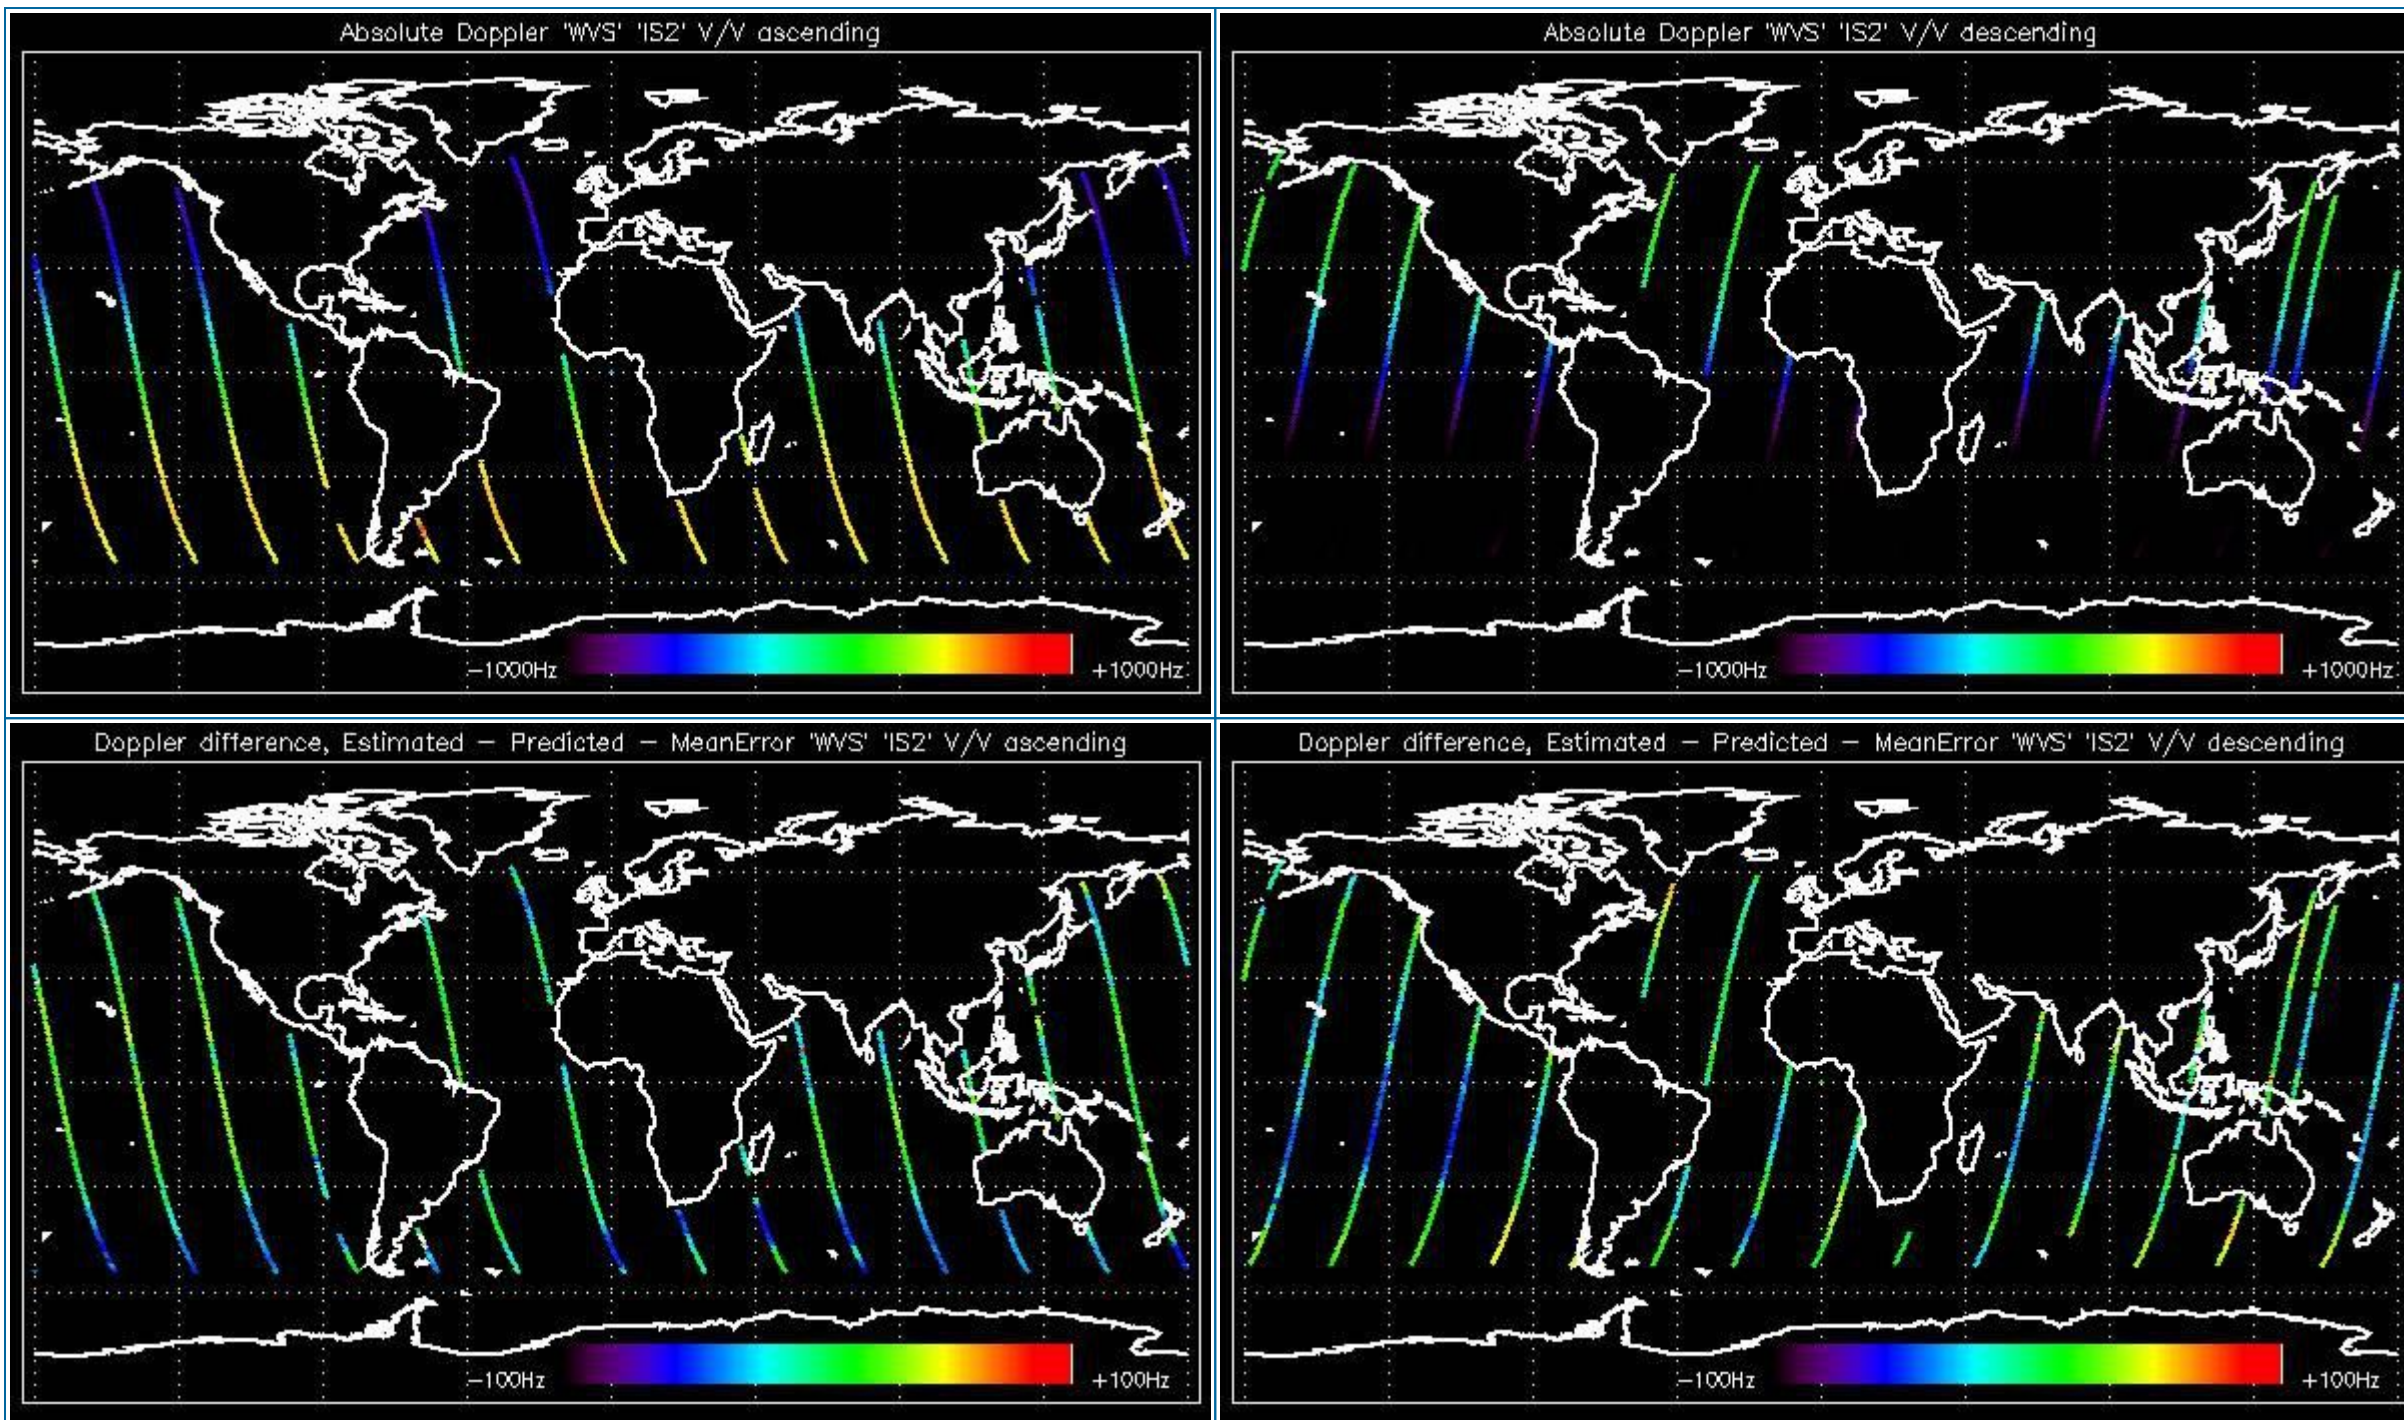 Absolute Doppler 'WVS' 'IS2' V/V ascending
−1000Hz
+1000Hz
Absolute Doppler 'WVS' 'IS2' V/V descending
−1000Hz
+1000Hz
Doppler difference, Estimated − Predicted − MeanError 'WVS' 'IS2' V/V ascending
−100Hz
+100Hz
Doppler difference, Estimated − Predicted − MeanError 'WVS' 'IS2' V/V descending
−100Hz
+100Hz